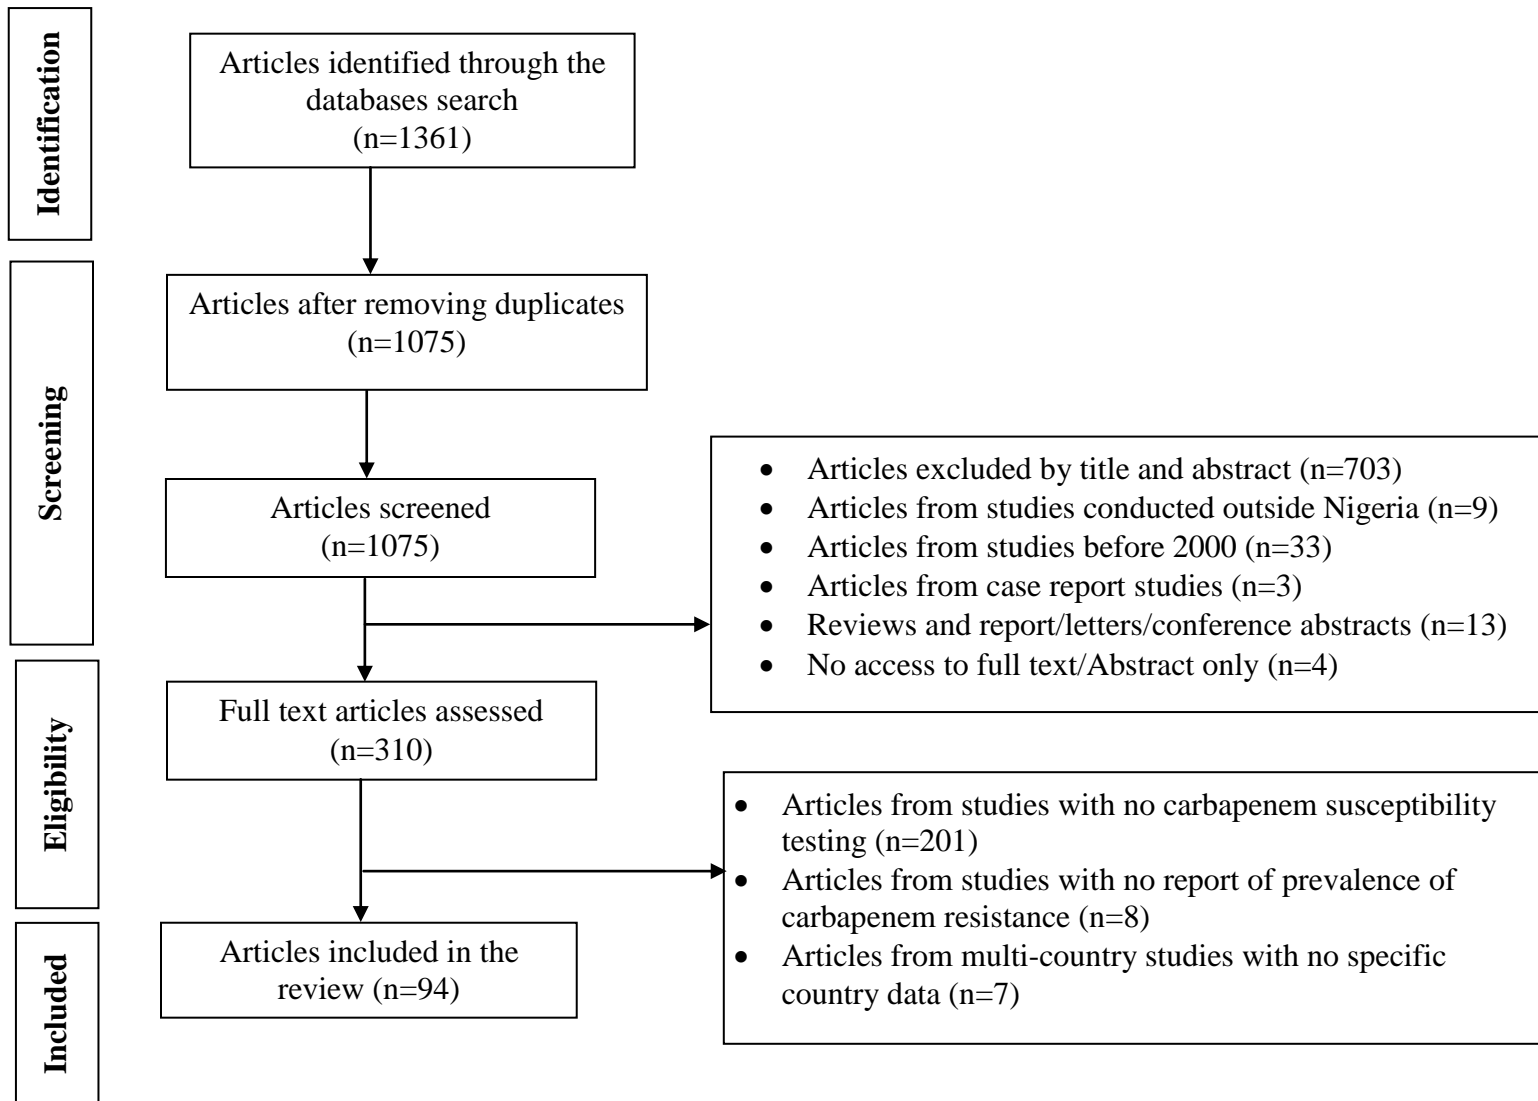 Identification
Articles identified through the
databases search
(n=1361)
Screening
Articles after removing duplicates
(n=1075)
Articles screened
(n=1075)
• Articles excluded by title and abstract (n=703)
• Articles from studies conducted outside Nigeria (n=9)
• Articles from studies before 2000 (n=33)
• Articles from case report studies (n=3)
• Reviews and report/letters/conference abstracts (n=13)
• No access to full text/Abstract only (n=4)
Eligibility
Full text articles assessed
(n=310)
• Articles from studies with no carbapenem susceptibility
testing (n=201)
• Articles from studies with no report of prevalence of
carbapenem resistance (n=8)
• Articles from multi-country studies with no specific
country data (n=7)
Included
Articles included in the
review (n=94)